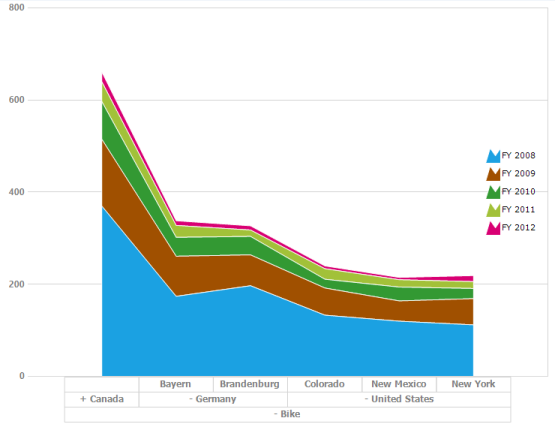 800
600
400
200
0
FY 2008
FY 2009
FY 2010
FY 2011
FY 2012
Bayern Brandenburg Colorado New Mexico New York
+ Canada - Germany - United States
- Bike